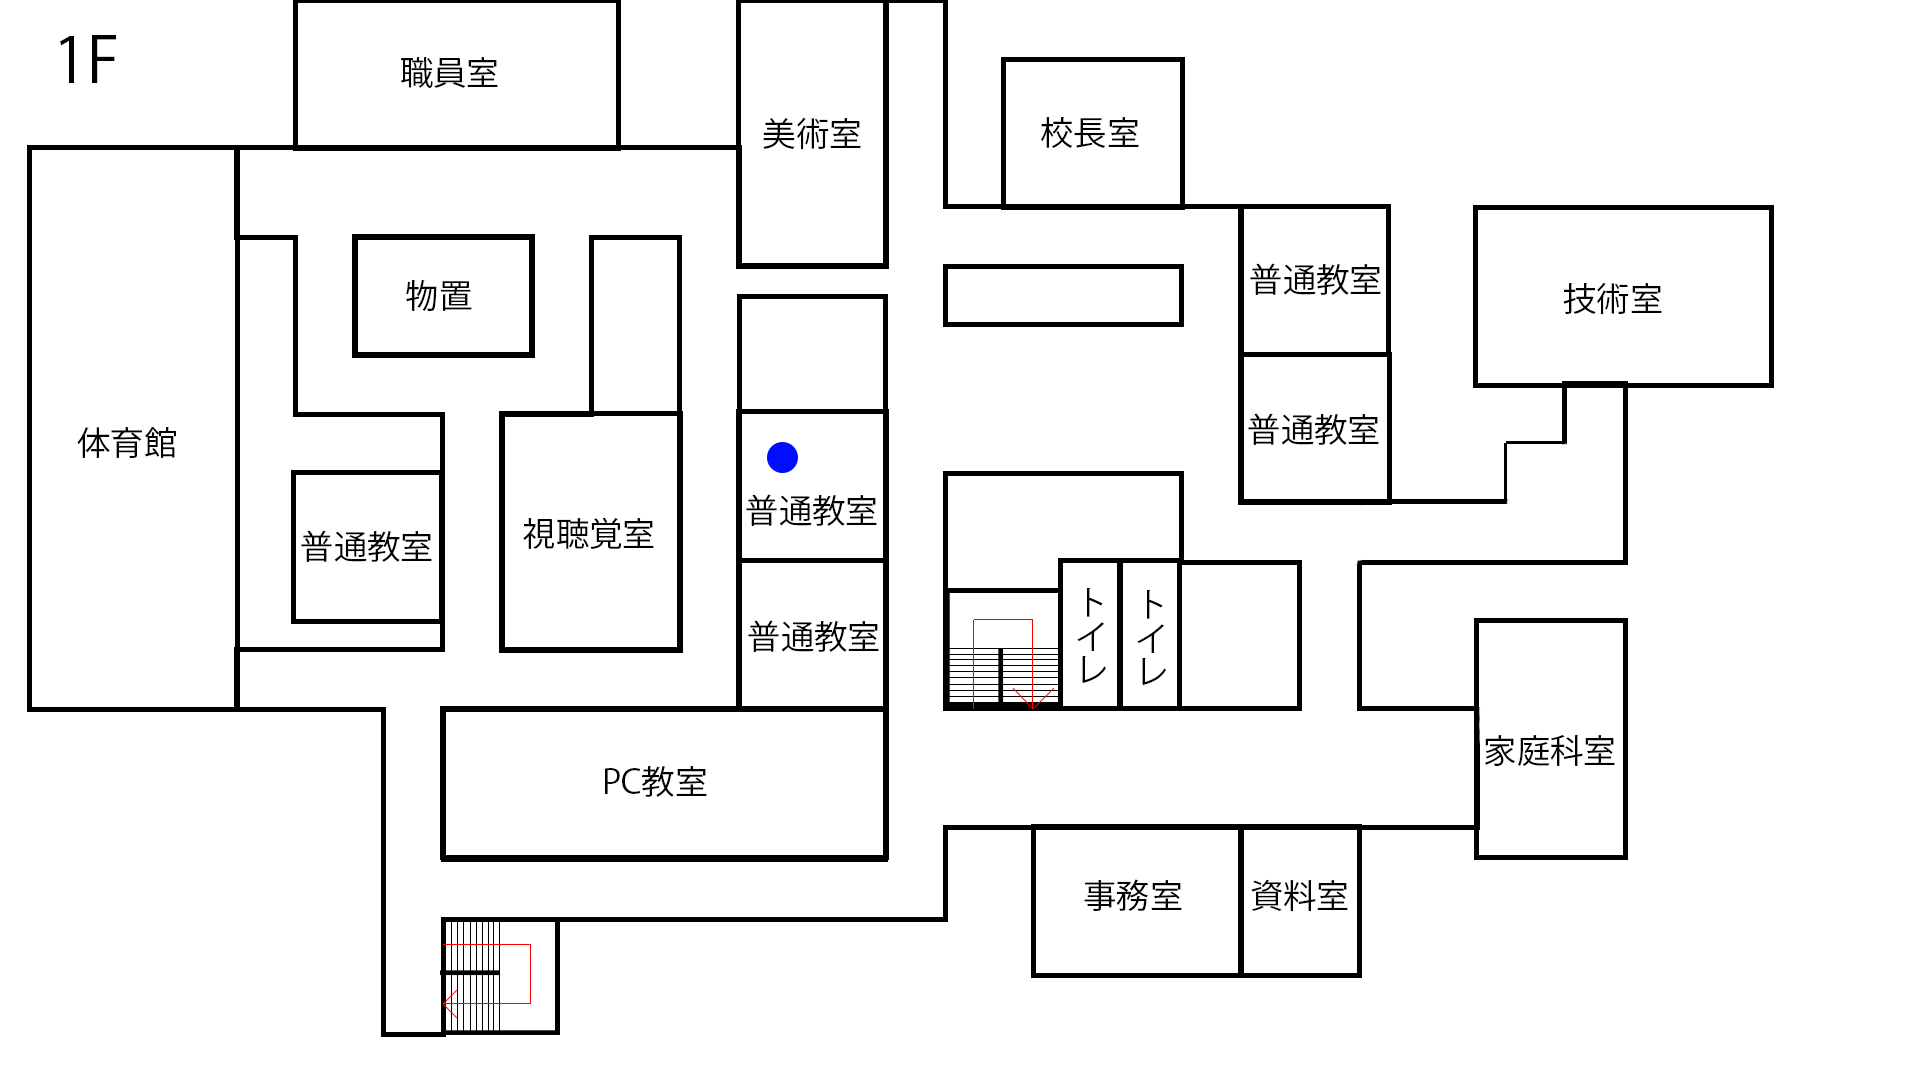 1F
職員室
美術室
校長室
物置
普通教室
技術室
体育館
普通教室
普通教室
視聴覚室
普通教室
トイレ
トイレ
普通教室
家庭科室
PC教室
事務室
資料室